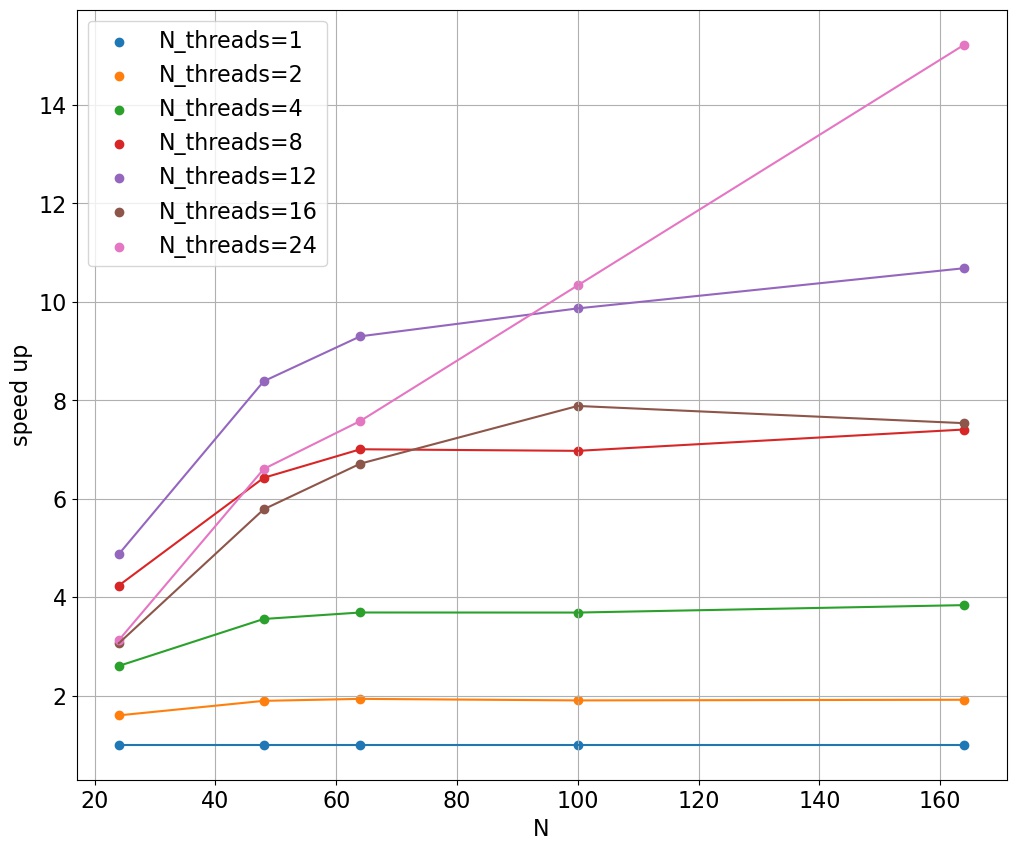 N_threads=1
N_threads=2
N_threads=4
N_threads=8
N_threads=12
N_threads=16
N_threads=24
14
12
10
8
6
4
2
speed up
20 40 60 80 100 120 140 160
N